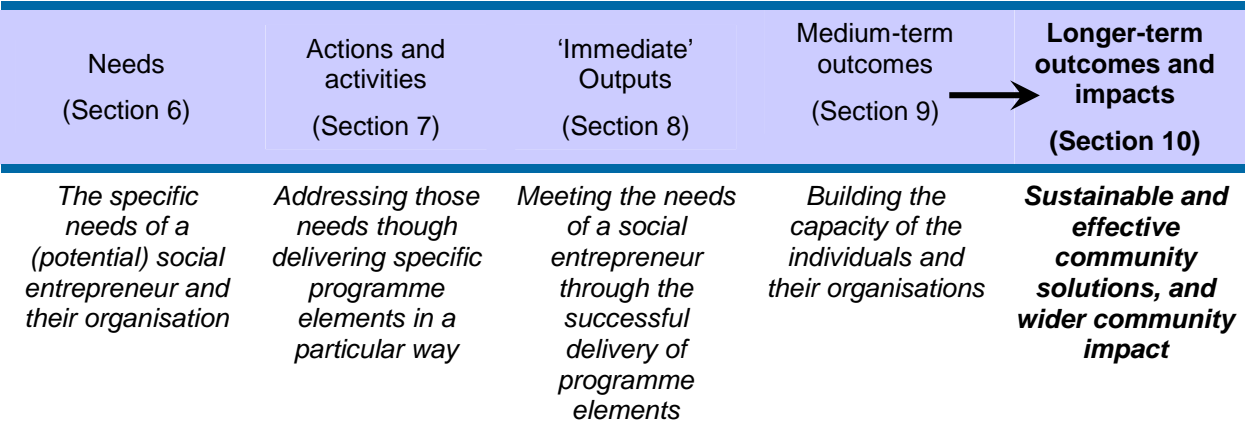 Needs
(Section 6)
Actions and
activities
(Section 7)
‘Immediate’
Outputs
(Section 8)
Medium-term
outcomes
(Section 9)
Longer-term
outcomes and
impacts
(Section 10)
The specific
needs of a
(potential) social
entrepreneur and
their organisation
Addressing those
needs though
delivering specific
programme
elements in a
particular way
Meeting the needs
of a social
entrepreneur
through the
successful
delivery of
programme
elements
Building the
capacity of the
individuals and
their organisations
Sustainable and
effective
community
solutions, and
wider community
impact